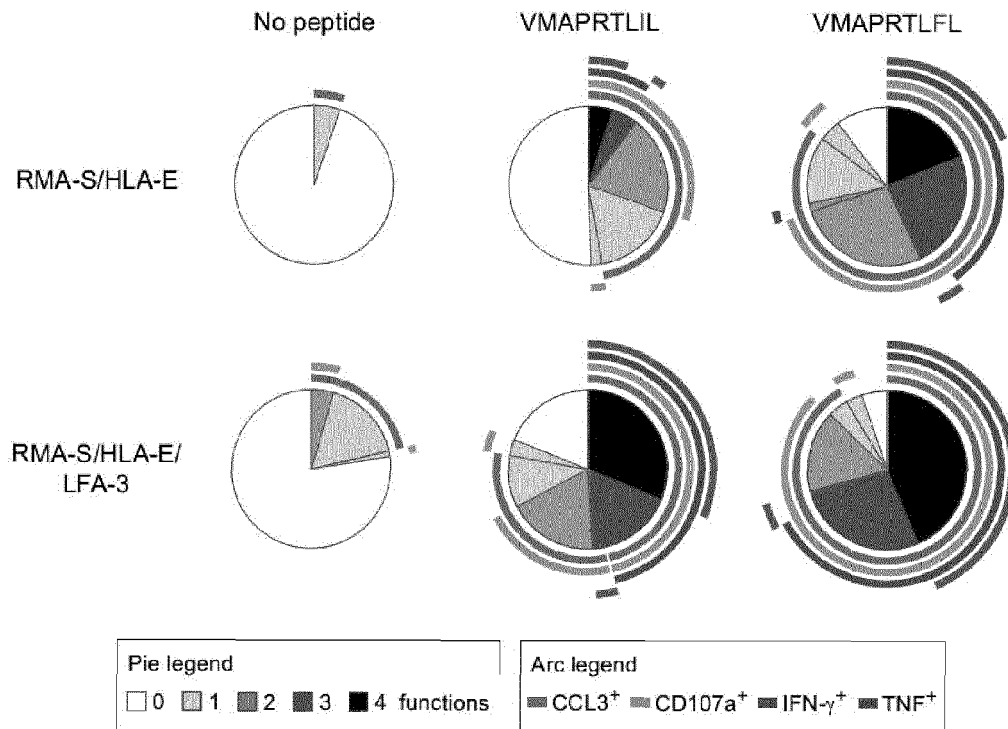 No peptide VMAPRTLIL VMAPRTLFL
RMA-S/HLA-E
RMA-S/HLA-E/
LFA-3
Pie legend
0 1 2 3 4 functions
Arc legend
CCL3⁺ CD107a⁺ IFN-γ⁺ TNF⁺